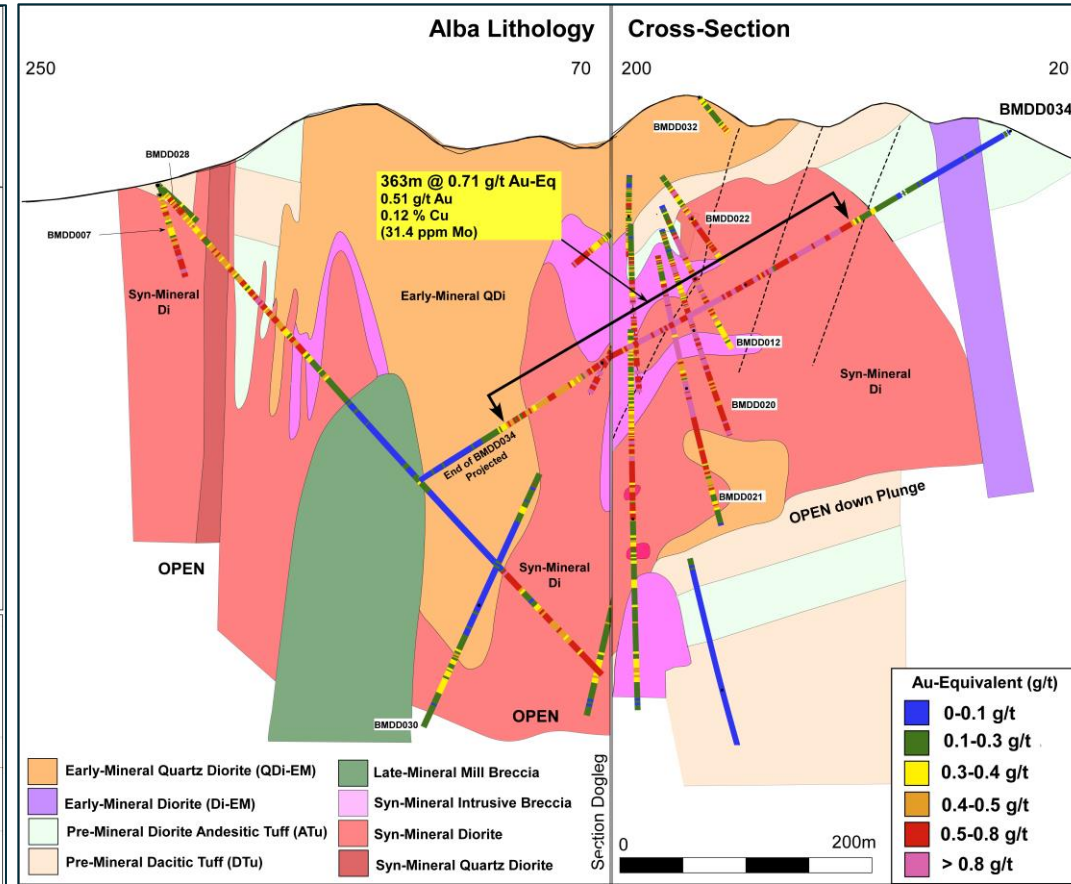 Alba Lithology Cross-Section
250
70
200
20
BMDD034
BMDD032
BMDD028
BMDD007
363m @ 0.71 g/t Au-Eq
0.51 g/t Au
0.12 % Cu
(31.4 ppm Mo)
BMDD022
Syn-Mineral
Di
Early-Mineral QDi
BMDD012
Syn-Mineral
Di
BMDD020
End of BMDD034
Projected
BMDD021
OPEN down Plunge
OPEN
Syn-Mineral
Di
BMDD030
OPEN
Section Dogleg
Early-Mineral Quartz Diorite (QDi-EM)
Early-Mineral Diorite (Di-EM)
Pre-Mineral Diorite Andesitic Tuff (ATu)
Pre-Mineral Dacitic Tuff (DTu)
Late-Mineral Mill Breccia
Syn-Mineral Intrusive Breccia
Syn-Mineral Diorite
Syn-Mineral Quartz Diorite
0 200m
Au-Equivalent (g/t)
0-0.1 g/t
0.1-0.3 g/t
0.3-0.4 g/t
0.4-0.5 g/t
0.5-0.8 g/t
> 0.8 g/t